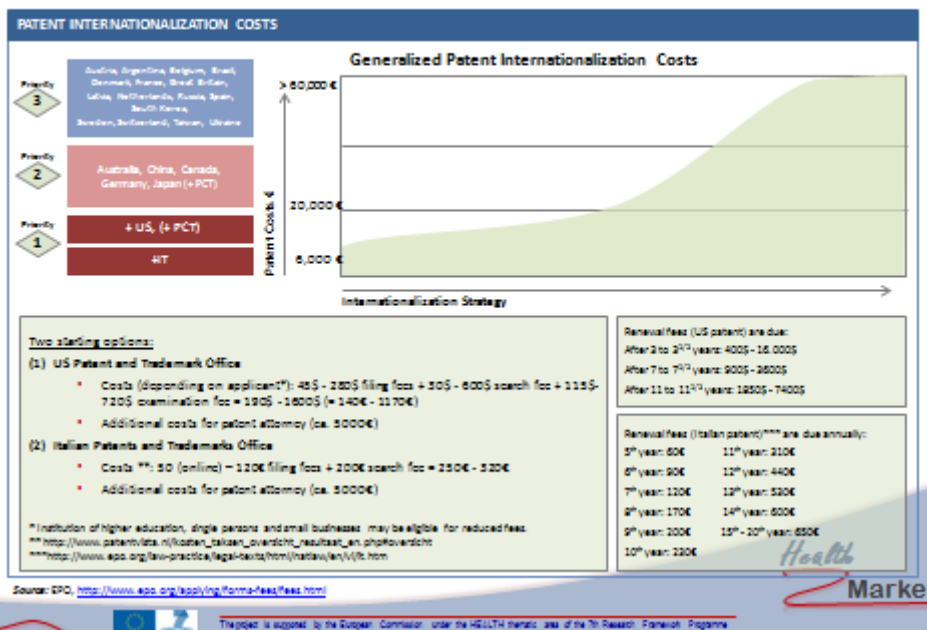 PATENT INTERNATIONALIZATION COSTS
Generalized Patent Internationalization Costs
Priority
3
Austria, Argentina, Belgium, Brazil,
Denmark, France, Great Britain,
Latvia, Netherlands, Russia, Spain,
South Korea,
Sweden, Switzerland, Taiwan, Ukraine
Priority
2
Australia, China, Canada,
Germany, Japan (+ PCT)
Priority
1
+ US, (+ PCT)
+IT
Patent Costs €
> 60,000 €
20,000 €
6,000 €
Internationalization Strategy
Two starting options:
(1) US Patent and Trademark Office
Costs (depending on applicant*): 45$ - 280$ filing fees + 30$ - 600$ search fee + 115$-
720$ examination fee = 190$ - 1600$ (= 140€ - 1170€)
Additional costs for patent attorney (ca. 5000€)
(2) Italian Patents and Trademarks Office
Costs **: 50 (online) – 120€ filing fees + 200€ search fee = 250€ - 320€
Additional costs for patent attorney (ca. 5000€)
* Institution of higher education, single persons and small businesses may be eligible for reduced fees.
** http://www.patentvista.nl/kosten_taksen_overzicht_resultaat_en.php#overzicht
***http://www.epo.org/law-practice/legal-texts/html/natlaw/en/vi/it.htm
Renewal fees (US patent) are due:
After 3 to 3 years: 400$ - 16.000$
After 7 to 7 years: 900$ - 3600$
After 11 to 11 years: 1850$ - 7400$
Renewal fees (Italian patent)*** are due annually:
5th year: 60€ 11th year: 310€
6th year: 90€ 12th year: 440€
7th year: 120€ 13th year: 530€
8th year: 170€ 14th year: 600€
9th year: 200€ 15th - 20th year: 650€
10th year: 230€
Source: EPO, http://www.epo.org/applying/forms-fees/fees.html
Health
2
Marke
The project is supported by the European Commission under the HEALTH thematic area of the 7th Research Framework Programme